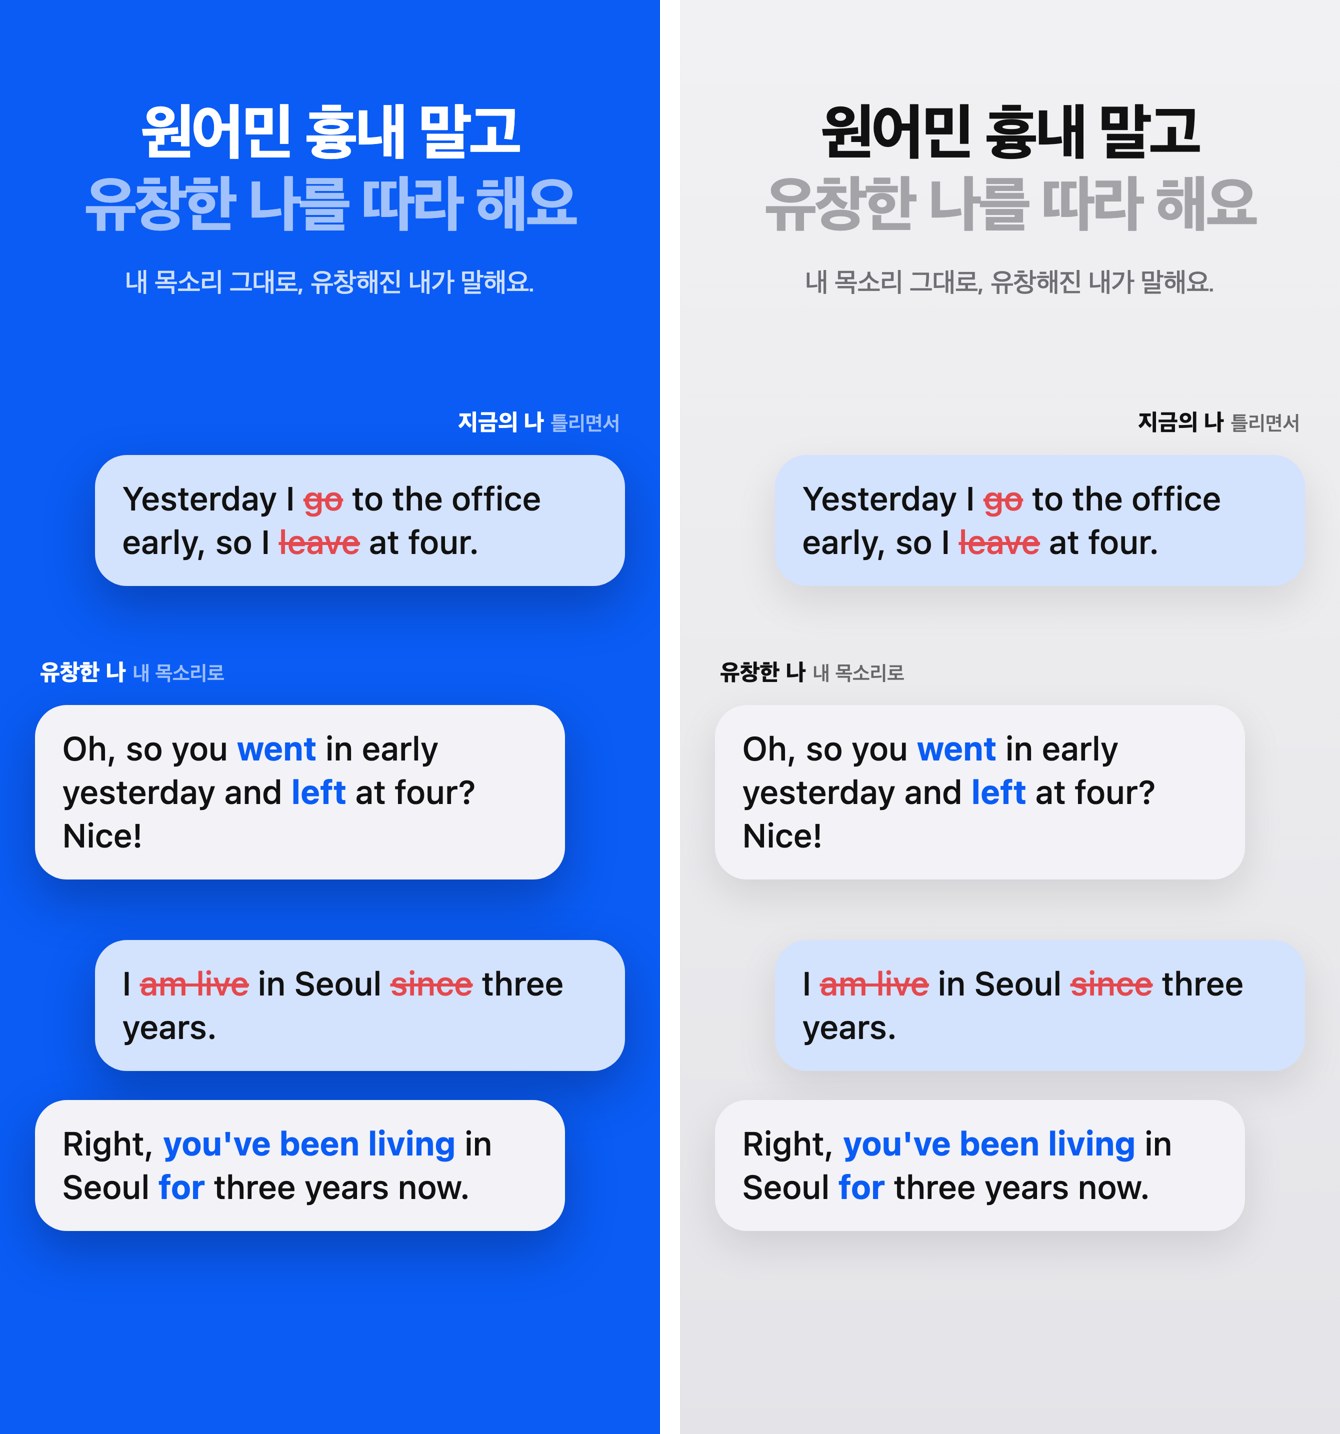 원어민 흉내 말고
유창한 나를 따라 해요
내 목소리 그대로, 유창해진 내가 말해요.
지금의 나 틀리면서
Yesterday I go to the office
early, so I leave at four.
유창한 나 내 목소리로
Oh, so you went in early
yesterday and left at four?
Nice!
I am live in Seoul since three
years.
Right, you've been living in
Seoul for three years now.
원어민 흉내 말고
유창한 나를 따라 해요
내 목소리 그대로, 유창해진 내가 말해요.
지금의 나 틀리면서
Yesterday I go to the office
early, so I leave at four.
유창한 나 내 목소리로
Oh, so you went in early
yesterday and left at four?
Nice!
I am live in Seoul since three
years.
Right, you've been living in
Seoul for three years now.